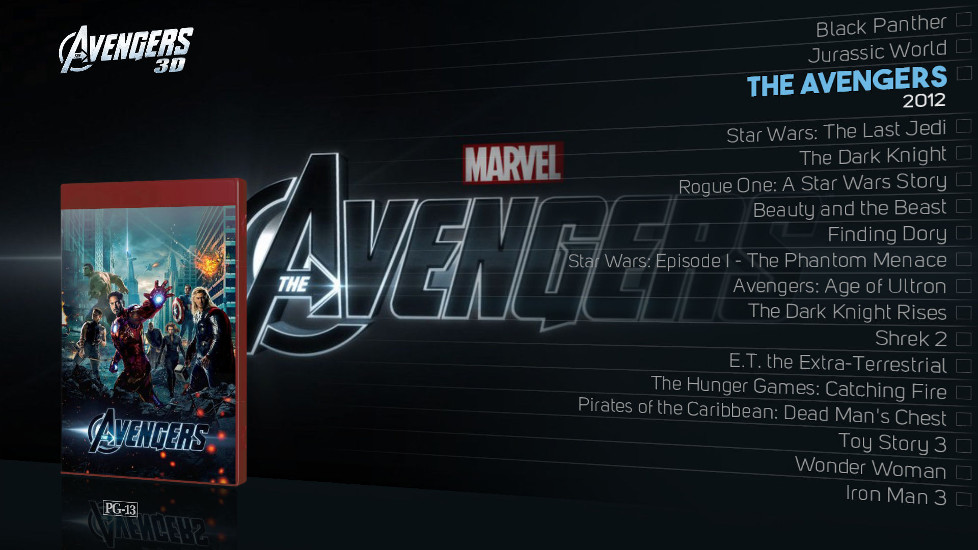 AVENGERS
3D
Black Panther
Jurassic World
THE AVENGERS
2012
Star Wars: The Last Jedi
The Dark Knight
Rogue One: A Star Wars Story
Beauty and the Beast
Finding Dory
Star Wars: Episode I - The Phantom Menace
Avengers: Age of Ultron
The Dark Knight Rises
Shrek 2
E.T. the Extra-Terrestrial
The Hunger Games: Catching Fire
Pirates of the Caribbean: Dead Man's Chest
Toy Story 3
Wonder Woman
Iron Man 3
MARVEL
THE AVENGERS
AVENGERS
PG-13